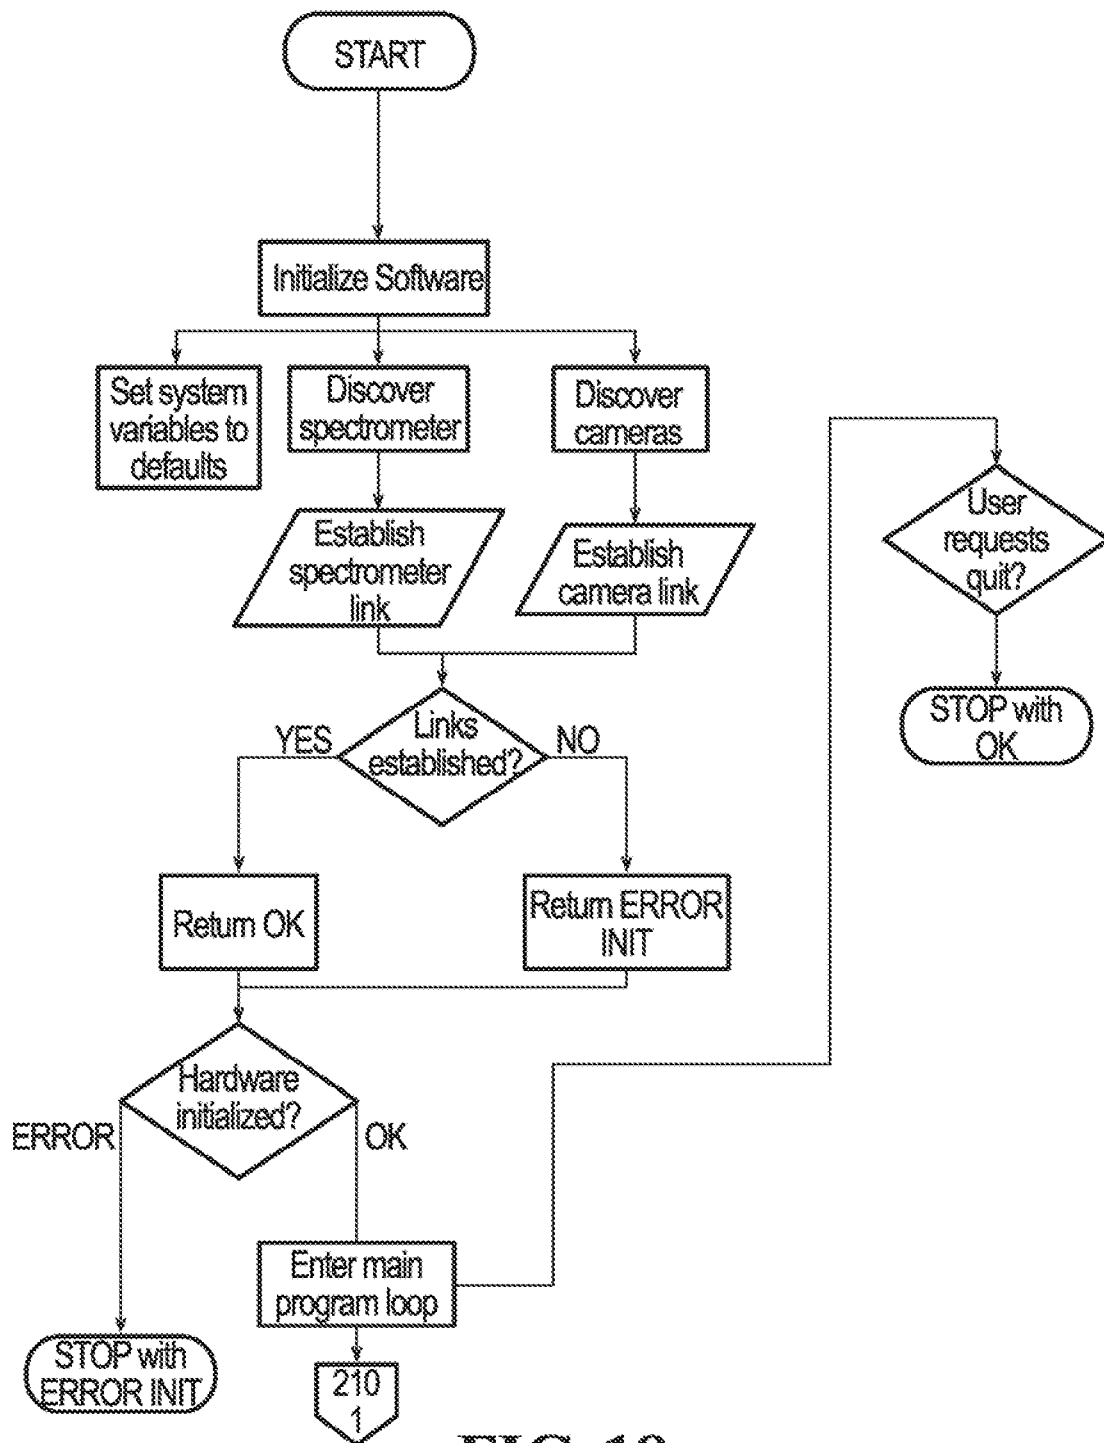 START
Initialize Software
Set system
variables to
defaults
Discover
spectrometer
Discover
cameras
Establish
spectrometer
link
Establish
camera link
User
requests
quit?
STOP with
OK
YES
Links
established?
NO
Return OK
Return ERROR
INIT
Hardware
initialized?
ERROR
OK
Enter main
program loop
STOP with
ERROR INIT
210
1